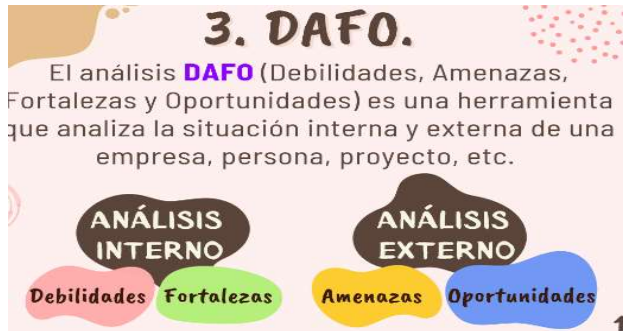 3. DAFO.
El análisis DAFO (Debilidades, Amenazas,
Fortalezas y Oportunidades) es una herramienta
que analiza la situación interna y externa de una
empresa, persona, proyecto, etc.
ANÁLISIS INTERNO
Debilidades Fortalezas
ANÁLISIS EXTERNO
Amenazas Oportunidades